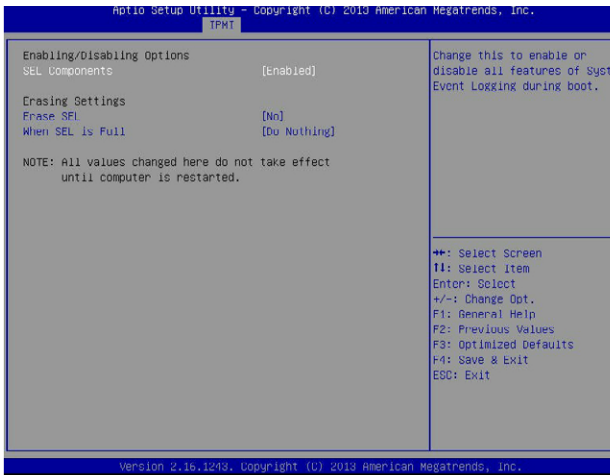 Aptio Setup Utility – Copyright (C) 2013 American Megatrends, Inc.
IPMI
Enabling/Disabling Options
SEL Components [Enabled]
Erasing Settings
Erase SEL [No]
When SEL is Full [Do Nothing]
NOTE: All values changed here do not take effect
until computer is restarted.
Change this to enable or
disable all features of Syst
Event Logging during boot.
→←: Select Screen
↑↓: Select Item
Enter: Select
+/-: Change Opt.
F1: General Help
F2: Previous Values
F3: Optimized Defaults
F4: Save & Exit
ESC: Exit
Version 2.16.1243. Copyright (C) 2013 American Megatrends, Inc.